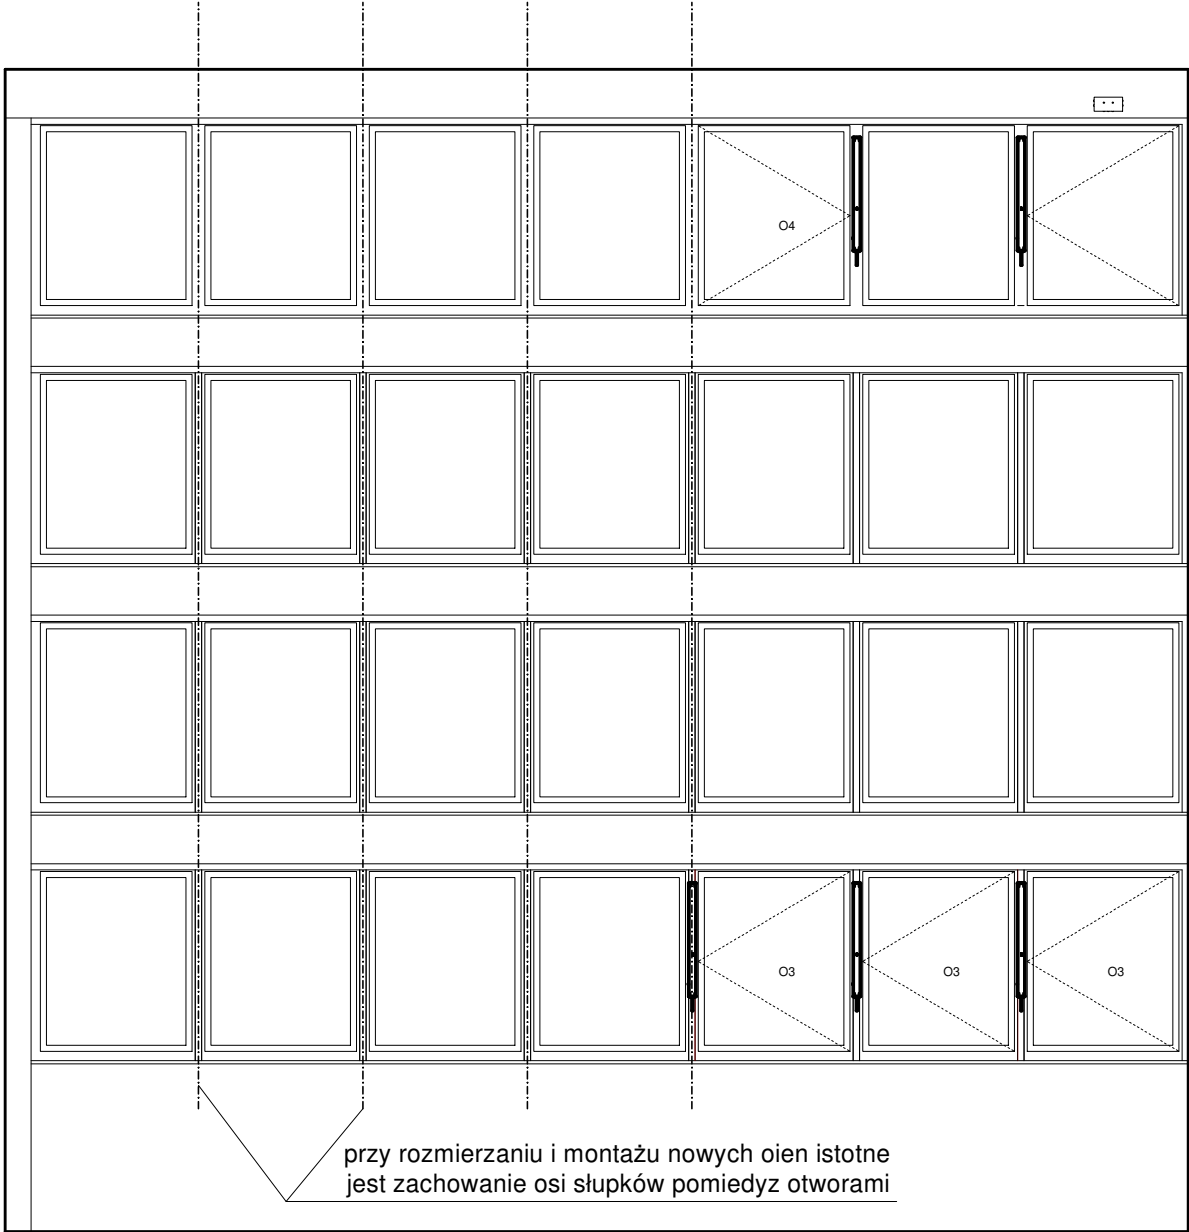 O4
O3
O3
O3
przy rozmierzaniu i montażu nowych oien istotne
jest zachowanie osi słupków pomiedyz otworami